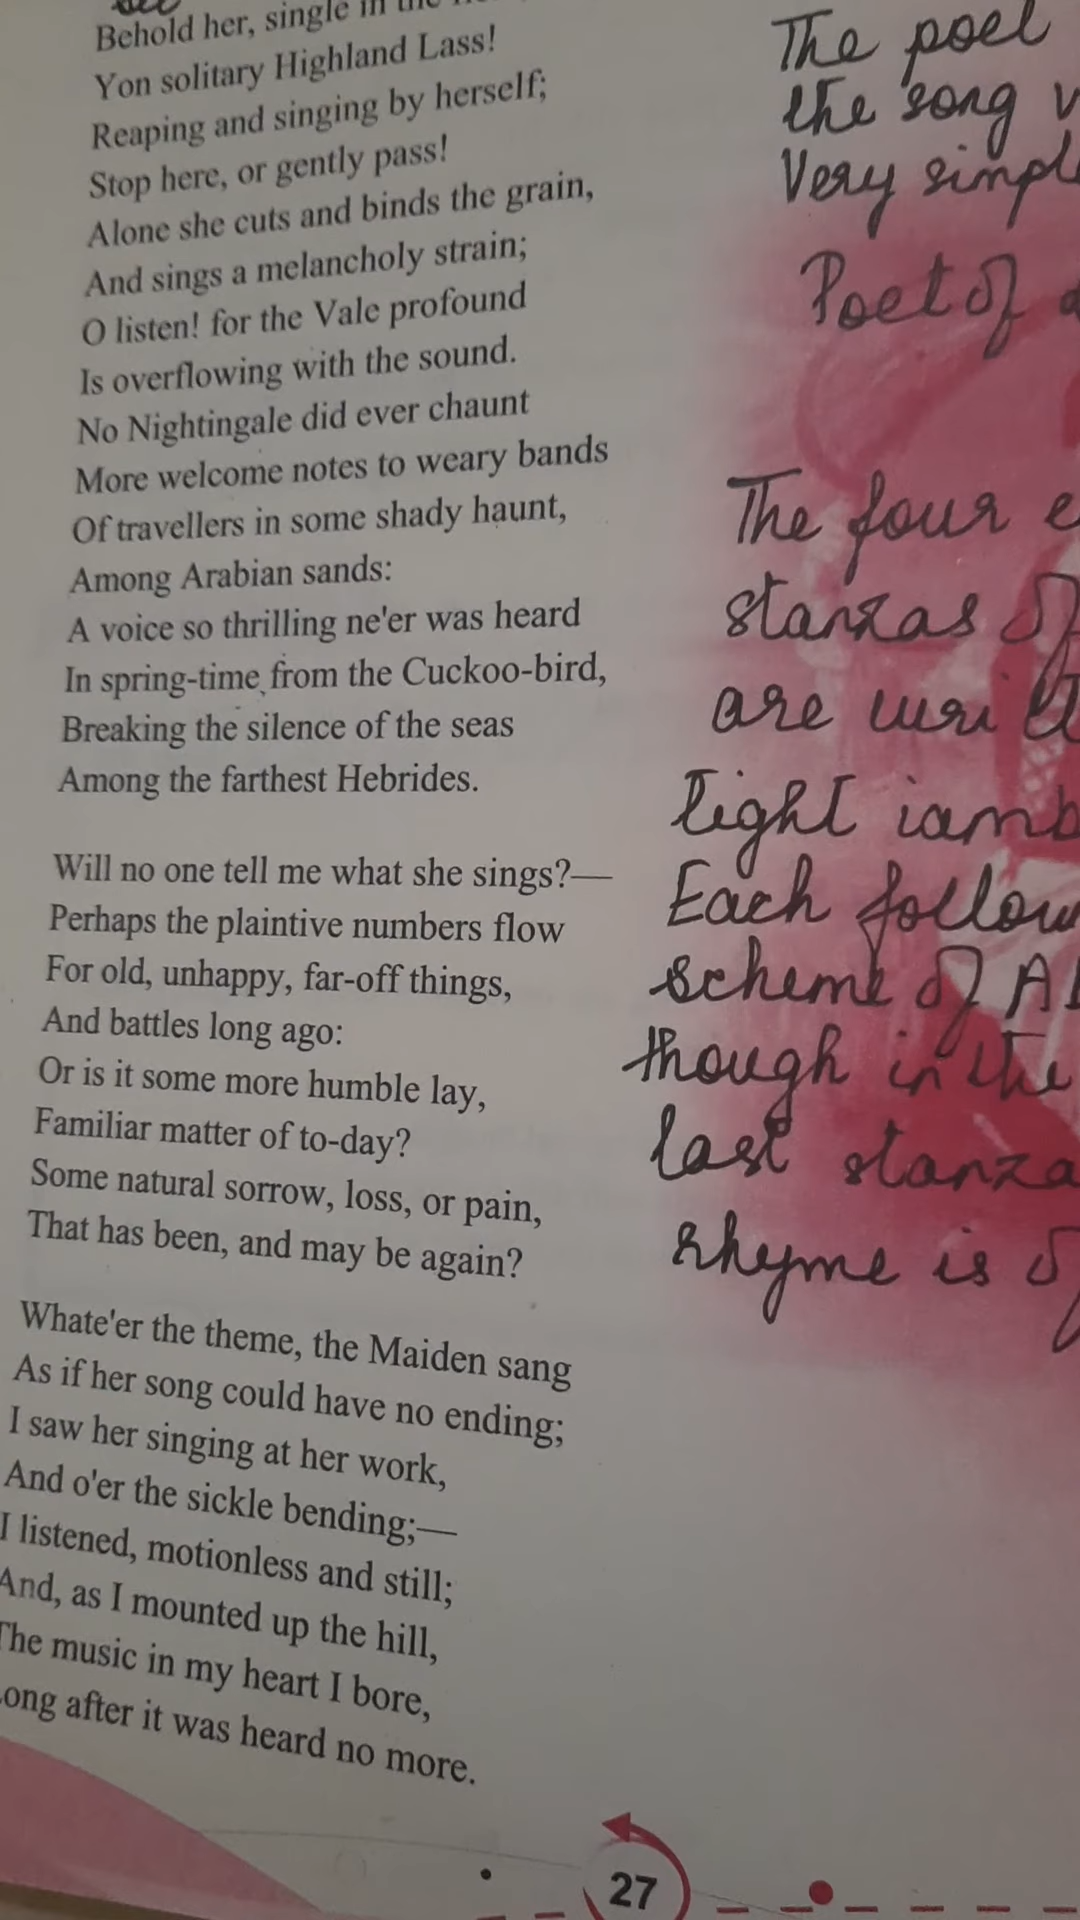 Behold her, single in the
Yon solitary Highland Lass!
Reaping and singing by herself;
Stop here, or gently pass!
Alone she cuts and binds the grain,
And sings a melancholy strain;
O listen! for the Vale profound
Is overflowing with the sound.
No Nightingale did ever chaunt
More welcome notes to weary bands
Of travellers in some shady haunt,
Among Arabian sands:
A voice so thrilling ne'er was heard
In spring-time from the Cuckoo-bird,
Breaking the silence of the seas
Among the farthest Hebrides.
Will no one tell me what she sings?—
Perhaps the plaintive numbers flow
For old, unhappy, far-off things,
And battles long ago:
Or is it some more humble lay,
Familiar matter of to-day?
Some natural sorrow, loss, or pain,
That has been, and may be again?
Whate'er the theme, the Maiden sang
As if her song could have no ending;
I saw her singing at her work,
And o'er the sickle bending;—
I listened, motionless and still;
And, as I mounted up the hill,
The music in my heart I bore,
ong after it was heard no more.
The poet
the song
Very simpl
Poet of
The four e
stanzas of
are writt
tight iamb
Each follow
scheme of A
though in the
last stanza
rhyme is of
27